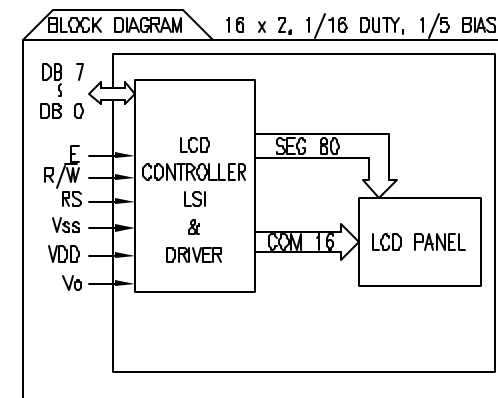 BLOCK DIAGRAM 16 x 2, 1/16 DUTY, 1/5 BIAS
DB 7
~
DB 0
E
R/W̅
RS
Vss
VDD
Vo
LCD
CONTROLLER
LSI
&
DRIVER
SEG 80
COM 16
LCD PANEL